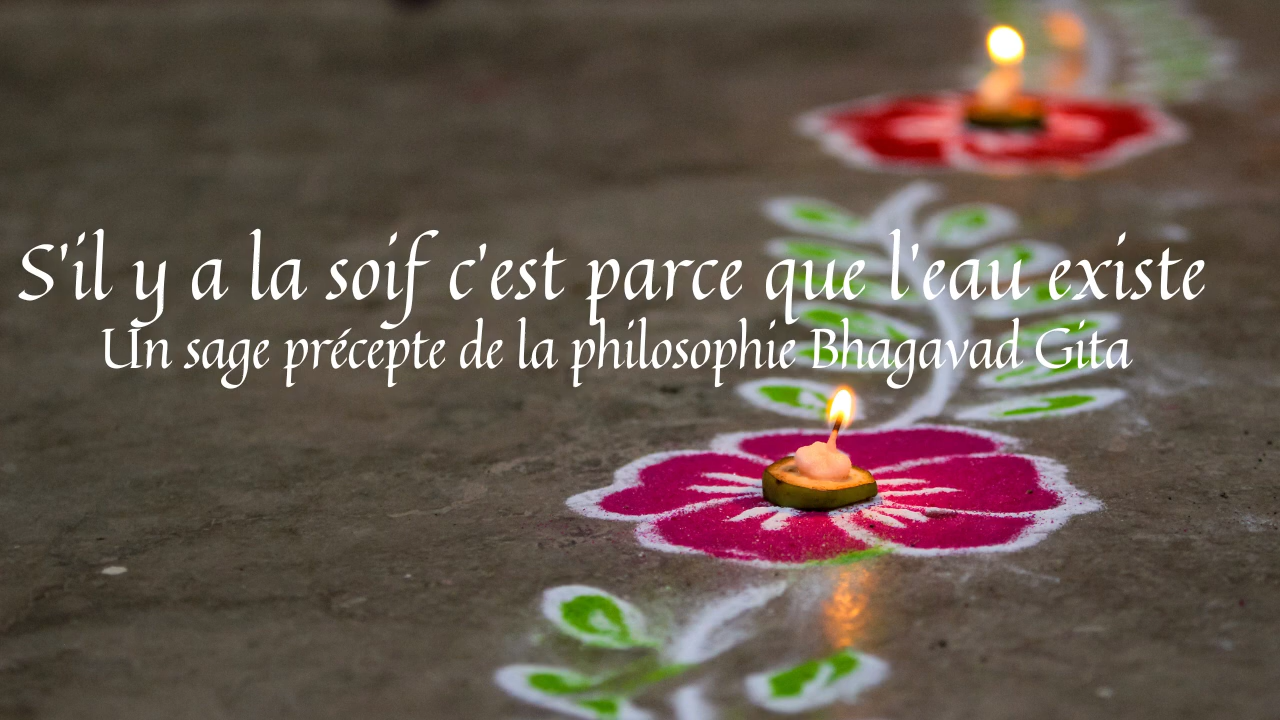 S'il y a la soif c'est parce que l'eau existe
Un sage précepte de la philosophie Bhagavad Gita